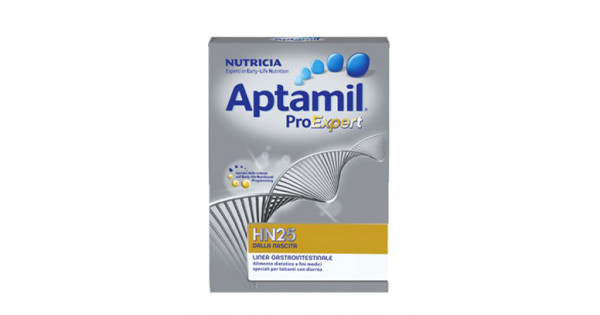 NUTRICIA
Experti in Early-Life Nutrition
Aptamil®
ProExpert
HN25
DALLA NASCITA
LINEA GASTROINTESTINALE
Alimento dietetico a fini medici
speciali per lattanti con diarrea